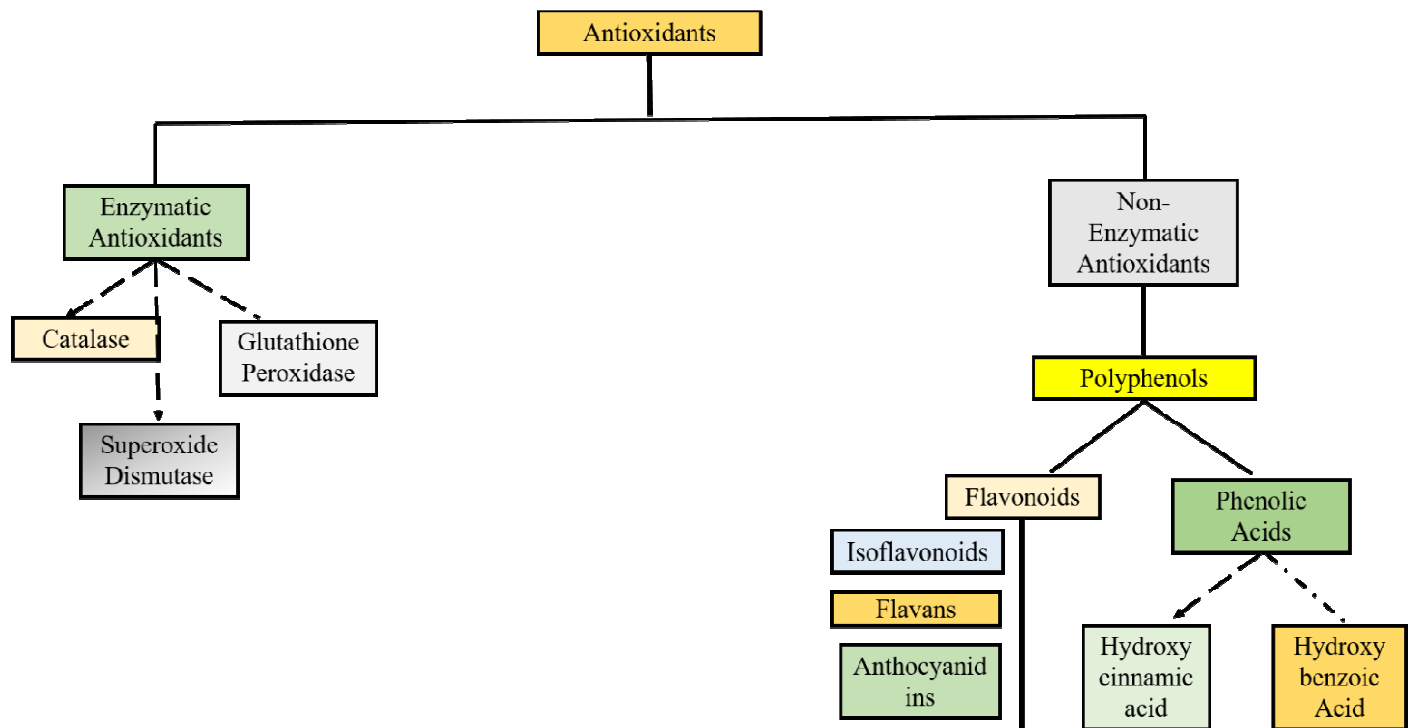 Antioxidants
Enzymatic
Antioxidants
Non-
Enzymatic
Antioxidants
Catalase
Glutathione
Peroxidase
Superoxide
Dismutase
Polyphenols
Flavonoids
Phenolic
Acids
Isoflavonoids
Flavans
Anthocyanid
ins
Hydroxy
cinnamic
acid
Hydroxy
benzoic
Acid